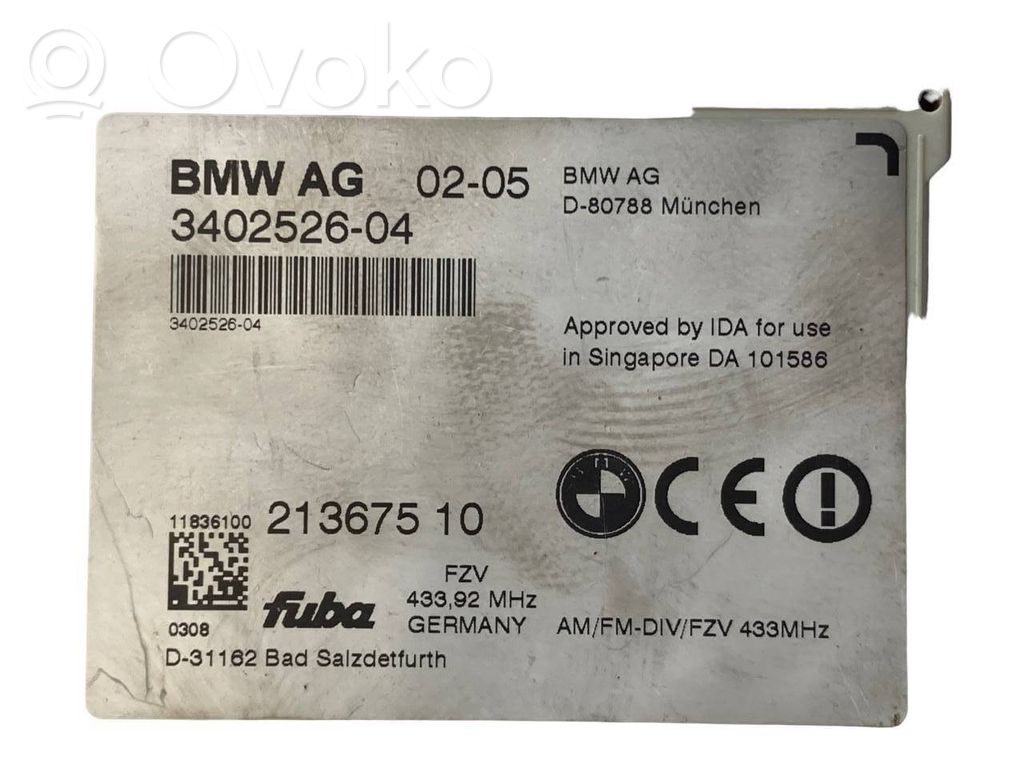 Ovoko
BMW AG 02-05
3402526-04
3402526-04
BMW AG
D-80788 München
Approved by IDA for use
in Singapore DA 101586
BMW
CE
11836100
213675 10
0308
fuba
FZV
433,92 MHz
GERMANY
AM/FM-DIV/FZV 433MHz
D-31162 Bad Salzdetfurth